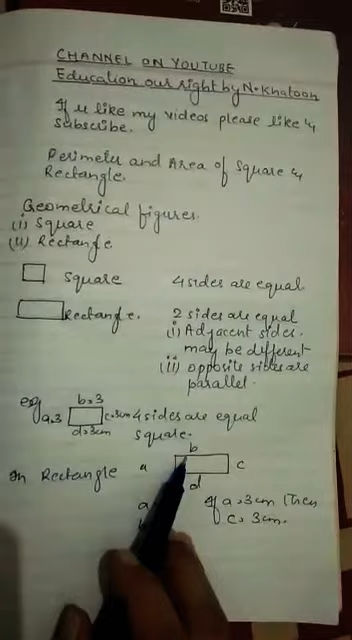 CHANNEL ON YOUTUBE
Education our right by N. Khatoon
If u like my videos please like &
subscribe.
Perimeter and Area of Square &
Rectangle.
Geometrical figures.
(i) Square
(ii) Rectangle
Square 4 sides are equal
Rectangle. 2 sides are equal
(i) Adjacent sides.
may be different
(ii) opposite sides are
parallel.
eg b=3
a=3 c=3cm 4 sides are equal
d=3cm square.
b
In Rectangle a c
d
a If a=3cm then
c=3cm.